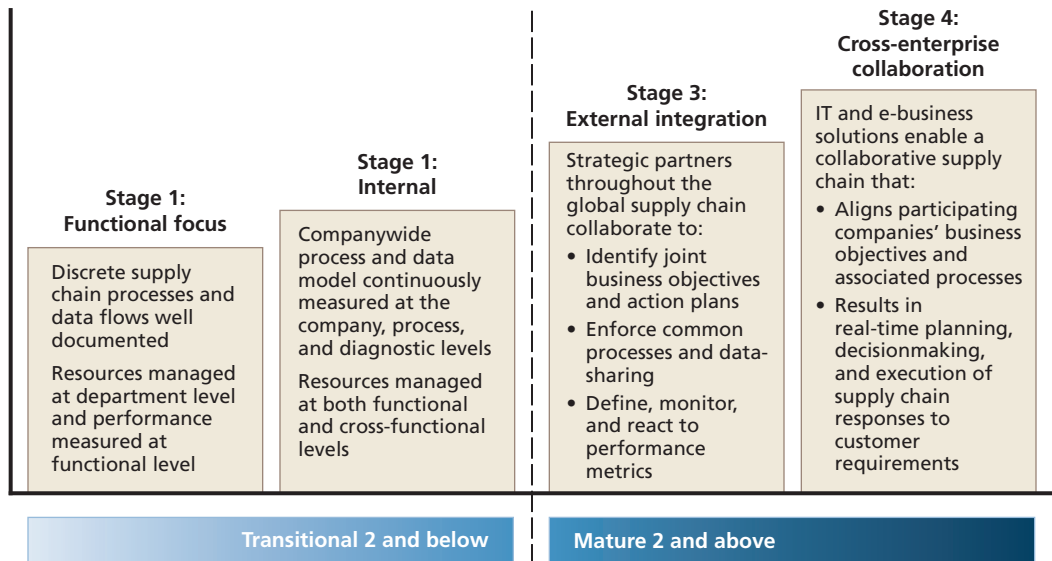 Stage 1:
Functional focus
Discrete supply
chain processes and
data flows well
documented
Resources managed
at department level
and performance
measured at
functional level
Stage 1:
Internal
Companywide
process and data
model continuously
measured at the
company, process,
and diagnostic levels
Resources managed
at both functional
and cross-functional
levels
Stage 3:
External integration
Strategic partners
throughout the
global supply chain
collaborate to:
• Identify joint
business objectives
and action plans
• Enforce common
processes and data-
sharing
• Define, monitor,
and react to
performance
metrics
Stage 4:
Cross-enterprise
collaboration
IT and e-business
solutions enable a
collaborative supply
chain that:
• Aligns participating
companies’ business
objectives and
associated processes
• Results in
real-time planning,
decisionmaking,
and execution of
supply chain
responses to
customer
requirements
Transitional 2 and below
Mature 2 and above